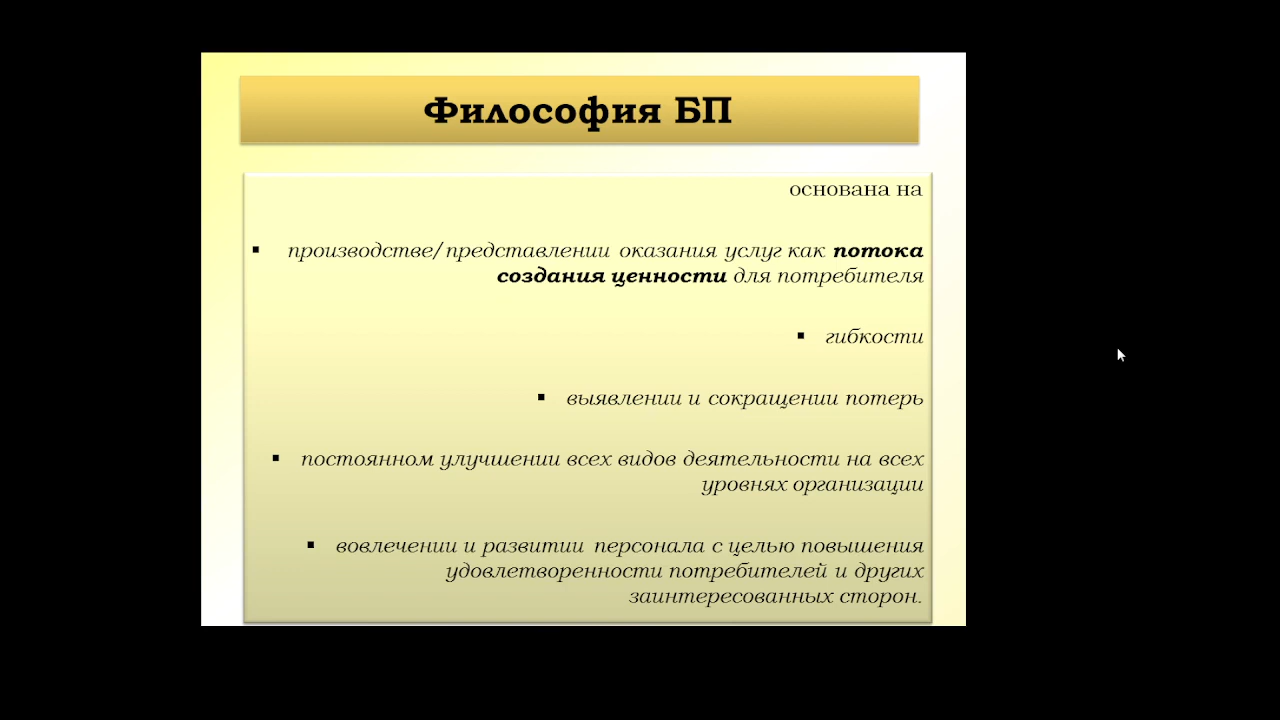 Философия БП
основана на
▪ производстве/представлении оказания услуг как потока
создания ценности для потребителя
▪ гибкости
▪ выявлении и сокращении потерь
▪ постоянном улучшении всех видов деятельности на всех
уровнях организации
▪ вовлечении и развитии персонала с целью повышения
удовлетворенности потребителей и других
заинтересованных сторон.